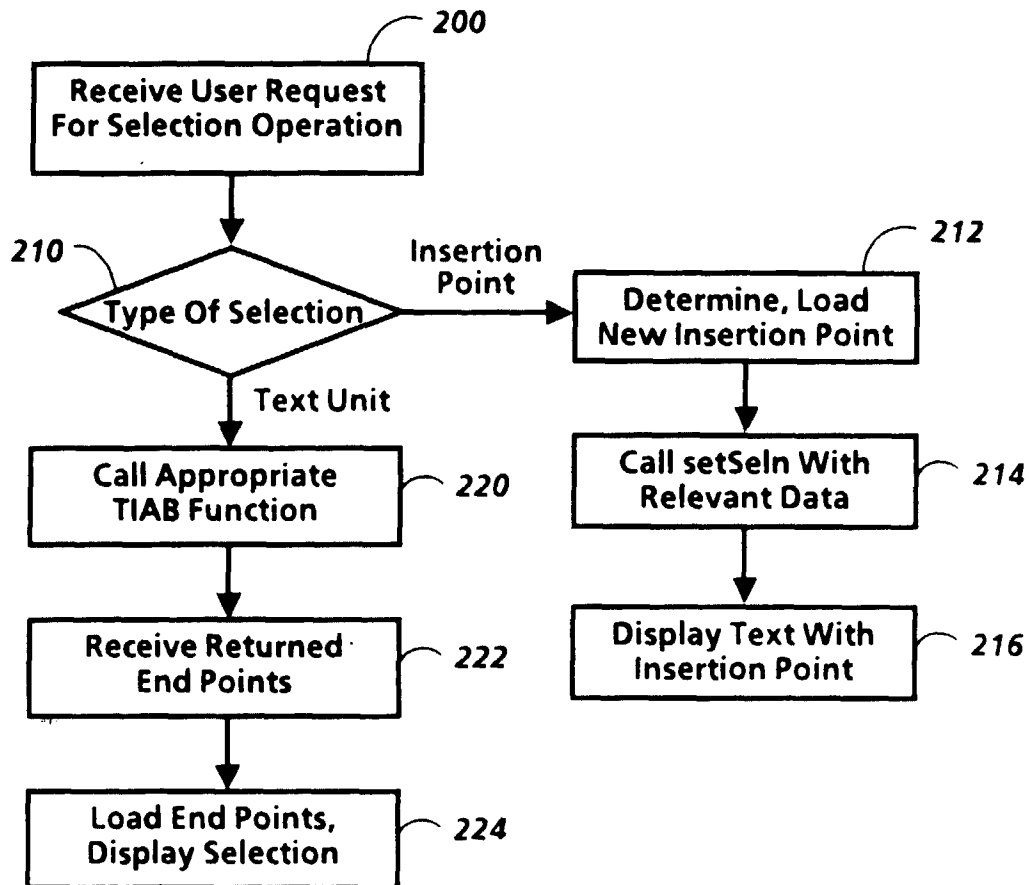 200
Receive User Request
For Selection Operation
210
Type Of Selection
Insertion
Point
212
Determine, Load
New Insertion Point
Text Unit
Call Appropriate
TIAB Function
220
Call setSeln With
Relevant Data
214
Receive Returned
End Points
222
Display Text With
Insertion Point
216
Load End Points,
Display Selection
224